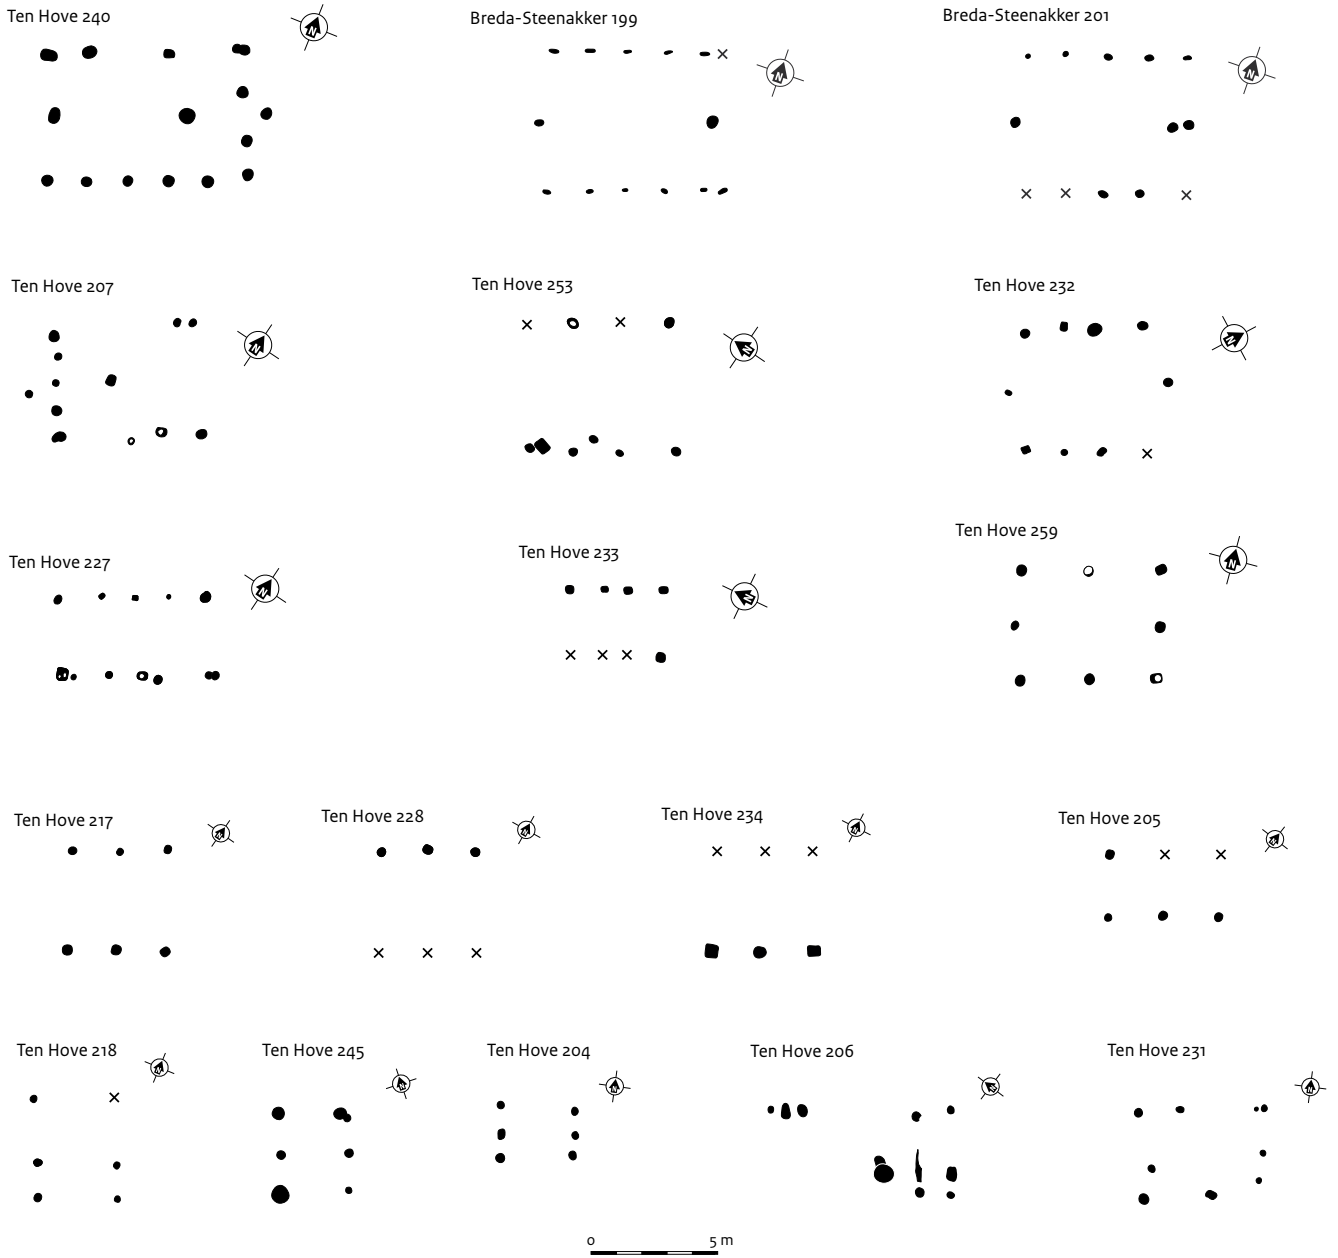 Ten Hove 240
Breda-Steenakker 199
Breda-Steenakker 201
N
N
N
Ten Hove 207
Ten Hove 253
Ten Hove 232
N
N
N
Ten Hove 227
Ten Hove 233
Ten Hove 259
N
N
N
Ten Hove 217
Ten Hove 228
Ten Hove 234
Ten Hove 205
N
N
N
N
Ten Hove 218
Ten Hove 245
Ten Hove 204
Ten Hove 206
Ten Hove 231
N
N
N
N
N
0 5 m